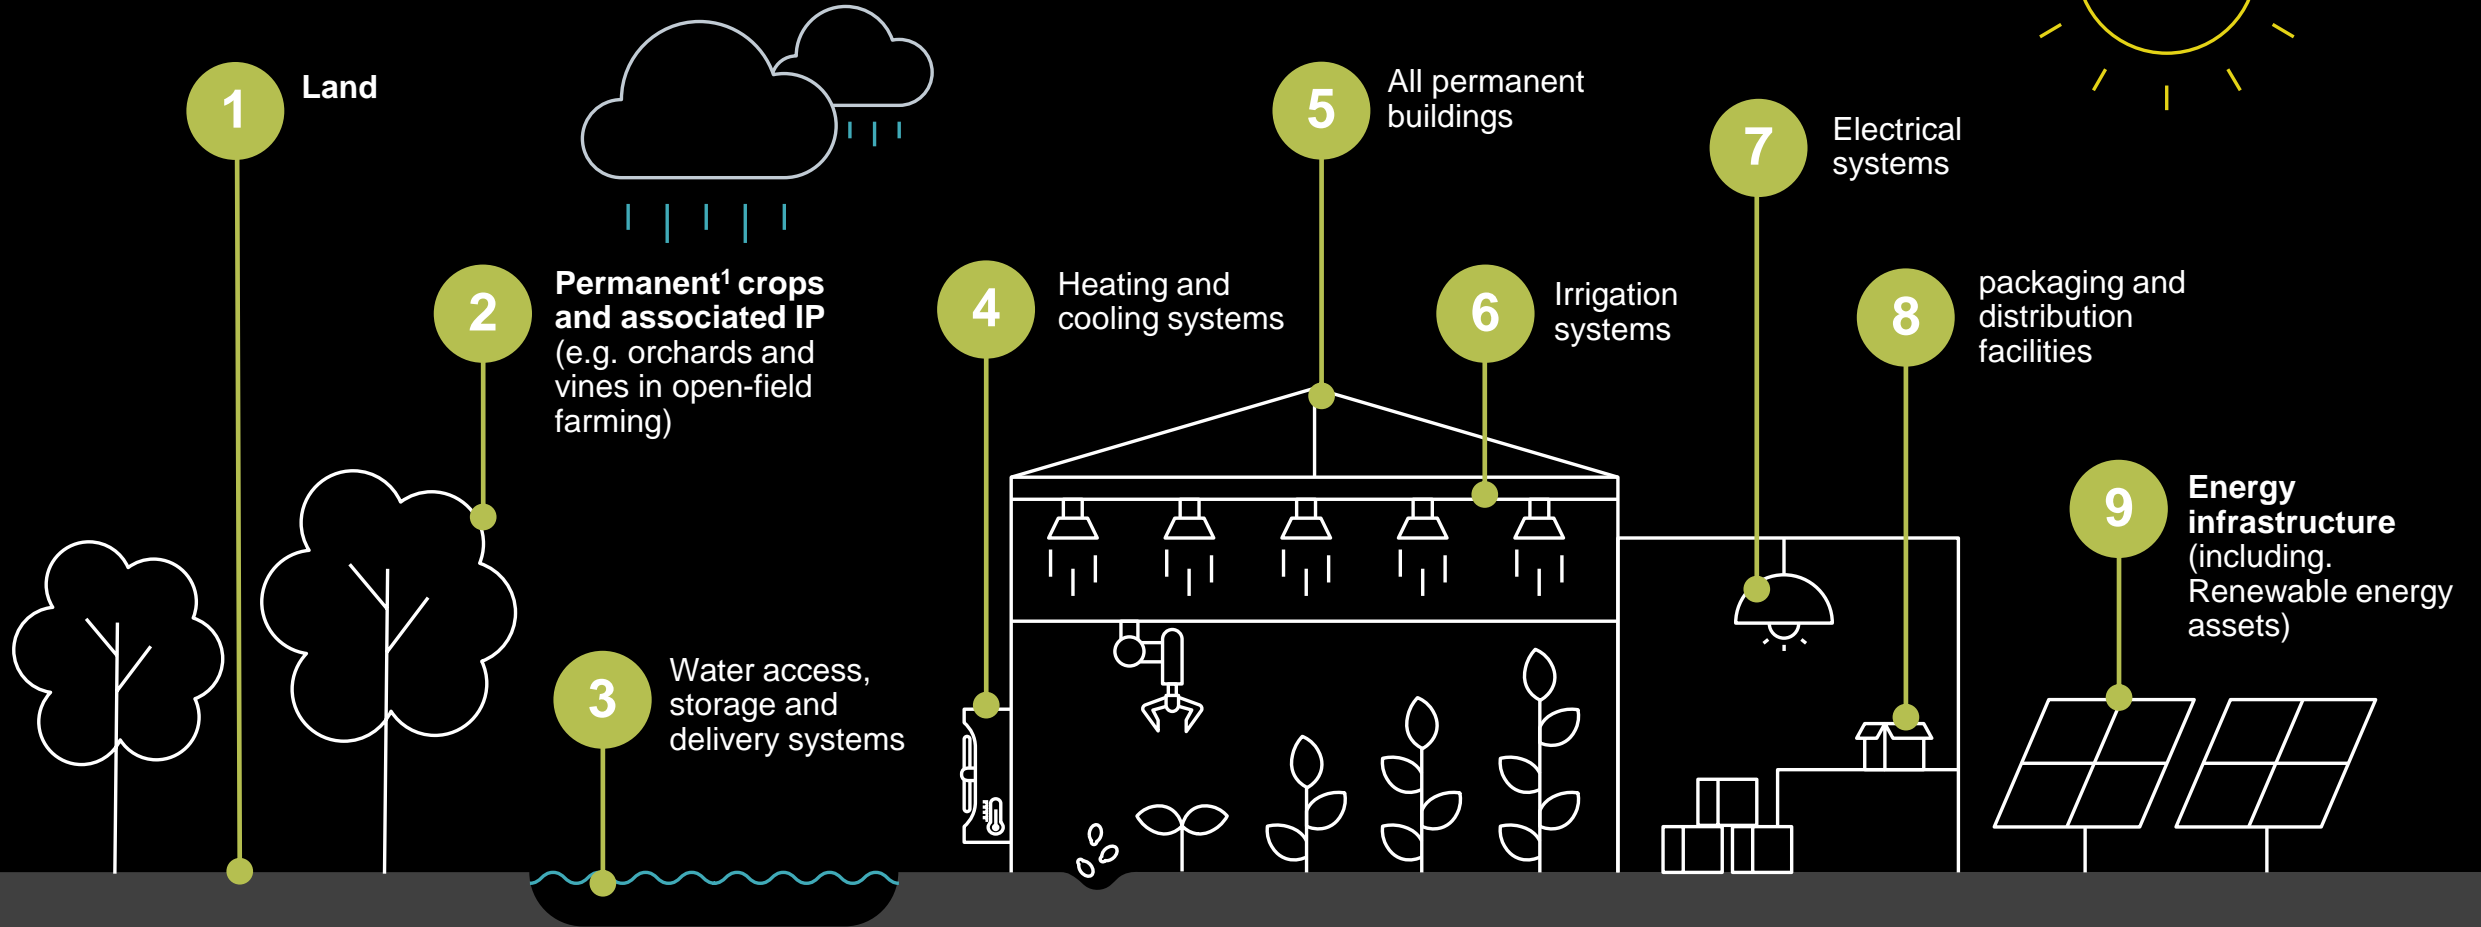 1
Land
2
Permanent¹ crops
and associated IP
(e.g. orchards and
vines in open-field
farming)
3
Water access,
storage and
delivery systems
4
Heating and
cooling systems
5
All permanent
buildings
6
Irrigation
systems
7
Electrical
systems
8
packaging and
distribution
facilities
9
Energy
infrastructure
(including.
Renewable energy
assets)